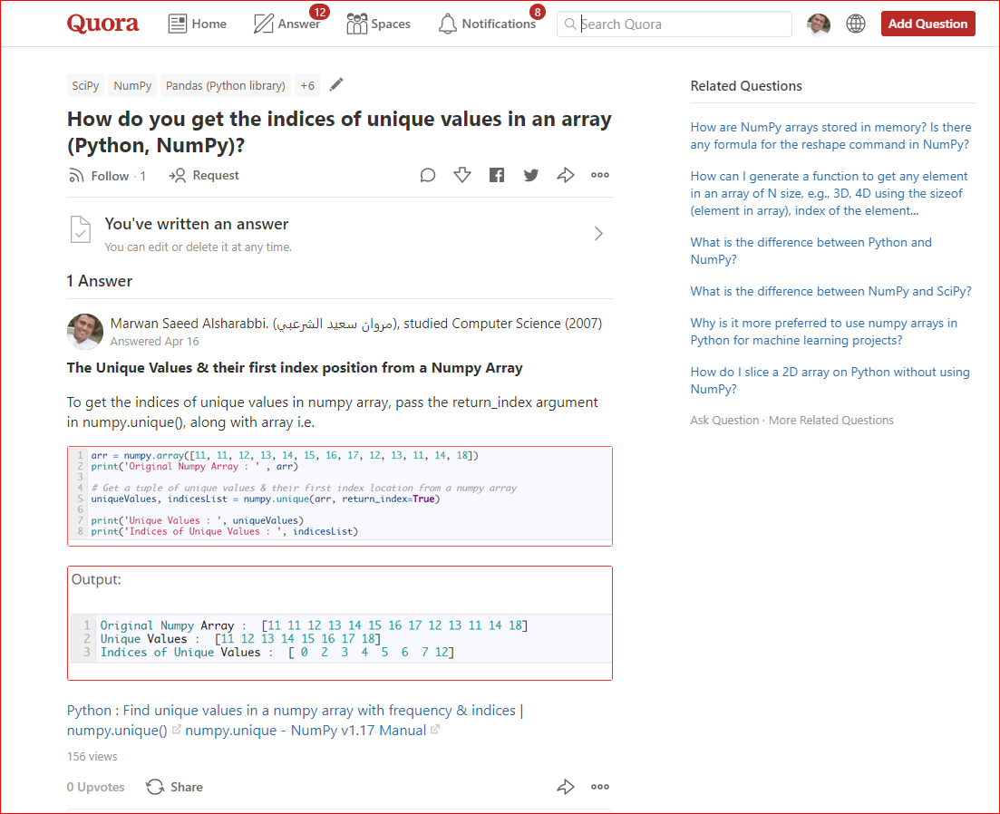 Quora
Home
Answer
12
Spaces
Notifications
8
Search Quora
Add Question
SciPy
NumPy
Pandas (Python library)
+6
How do you get the indices of unique values in an array
(Python, NumPy)?
Follow · 1
Request
You've written an answer
You can edit or delete it at any time.
1 Answer
Marwan Saeed Alsharabbi. (مروان سعيد الشرعبي), studied Computer Science (2007)
Answered Apr 16
The Unique Values & their first index position from a Numpy Array
To get the indices of unique values in numpy array, pass the return_index argument
in numpy.unique(), along with array i.e.
1 arr = numpy.array([11, 11, 12, 13, 14, 15, 16, 17, 12, 13, 11, 14, 18])
2 print('Original Numpy Array : ' , arr)
3
4 # Get a tuple of unique values & their first index location from a numpy array
5 uniqueValues, indicesList = numpy.unique(arr, return_index=True)
6
7 print('Unique Values : ', uniqueValues)
8 print('Indices of Unique Values : ', indicesList)
Output:
1 Original Numpy Array :  [11 11 12 13 14 15 16 17 12 13 11 14 18]
2 Unique Values :  [11 12 13 14 15 16 17 18]
3 Indices of Unique Values :  [ 0  2  3  4  5  6  7 12]
Python : Find unique values in a numpy array with frequency & indices |
numpy.unique() numpy.unique - NumPy v1.17 Manual
156 views
0 Upvotes
Share
Related Questions
How are NumPy arrays stored in memory? Is there
any formula for the reshape command in NumPy?
How can I generate a function to get any element
in an array of N size, e.g., 3D, 4D using the sizeof
(element in array), index of the element...
What is the difference between Python and
NumPy?
What is the difference between NumPy and SciPy?
Why is it more preferred to use numpy arrays in
Python for machine learning projects?
How do I slice a 2D array on Python without using
NumPy?
Ask Question · More Related Questions